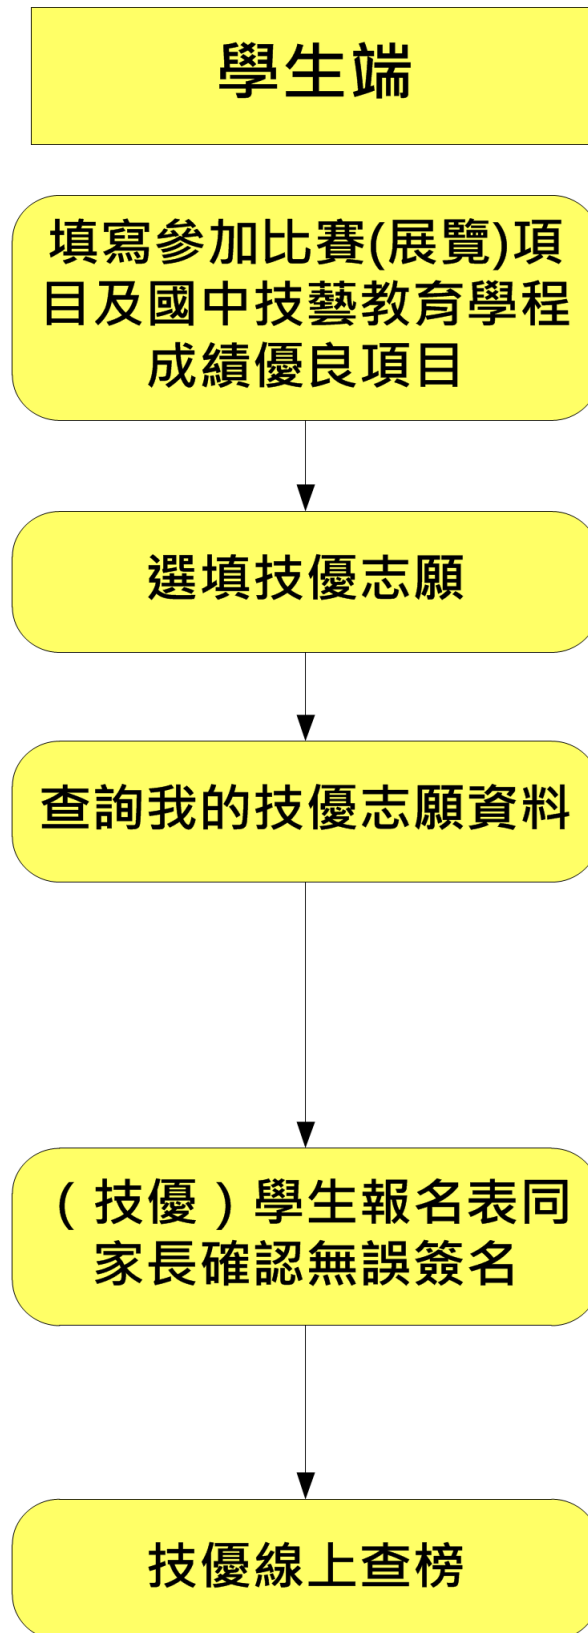 學生端
填寫參加比賽(展覽)項
目及國中技藝教育學程
成績優良項目
選填技優志願
查詢我的技優志願資料
（技優）學生報名表同
家長確認無誤簽名
技優線上查榜